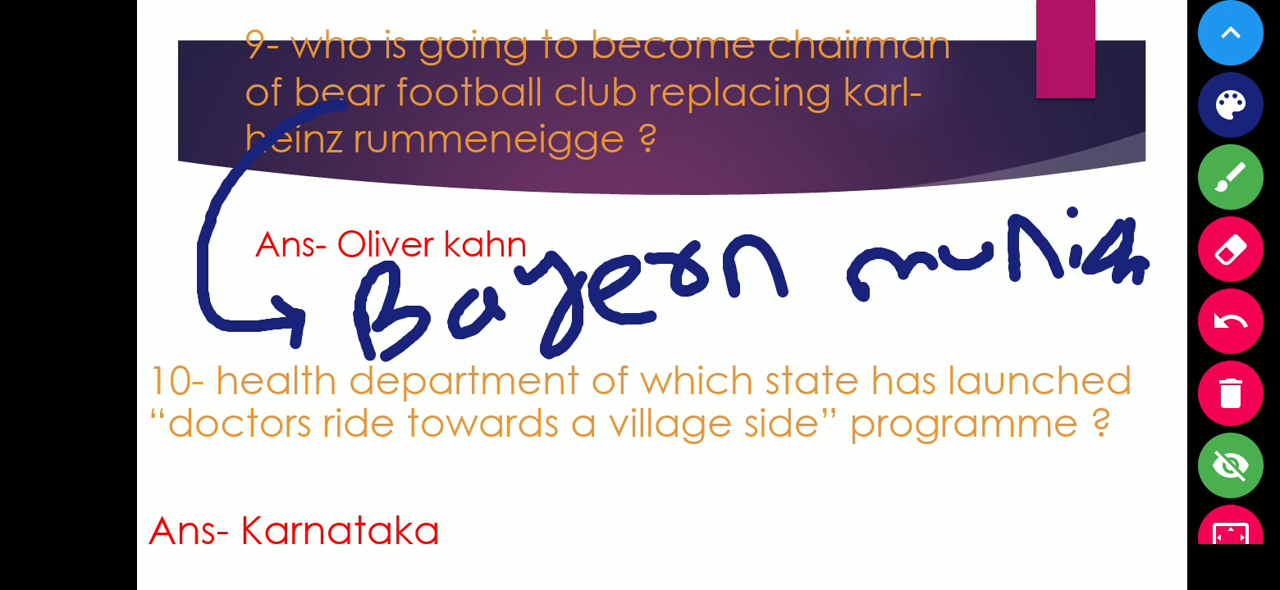 9- who is going to become chairman
of bear football club replacing karl-
heinz rummeneigge ?
Ans- Oliver kahn
Bayern munich
10- health department of which state has launched
“doctors ride towards a village side” programme ?
Ans- Karnataka